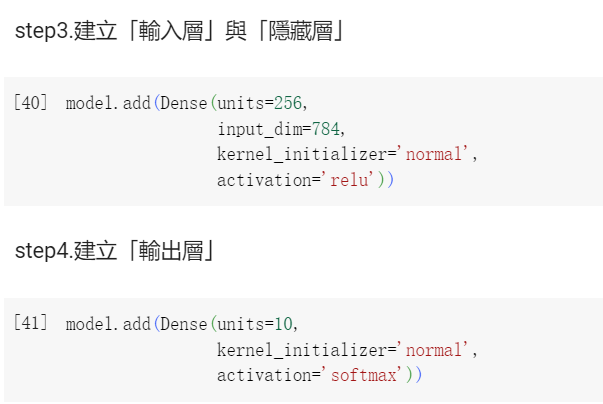 step3.建立「輸入層」與「隱藏層」
[40] model.add(Dense(units=256,
input_dim=784,
kernel_initializer='normal',
activation='relu'))
step4.建立「輸出層」
[41] model.add(Dense(units=10,
kernel_initializer='normal',
activation='softmax'))